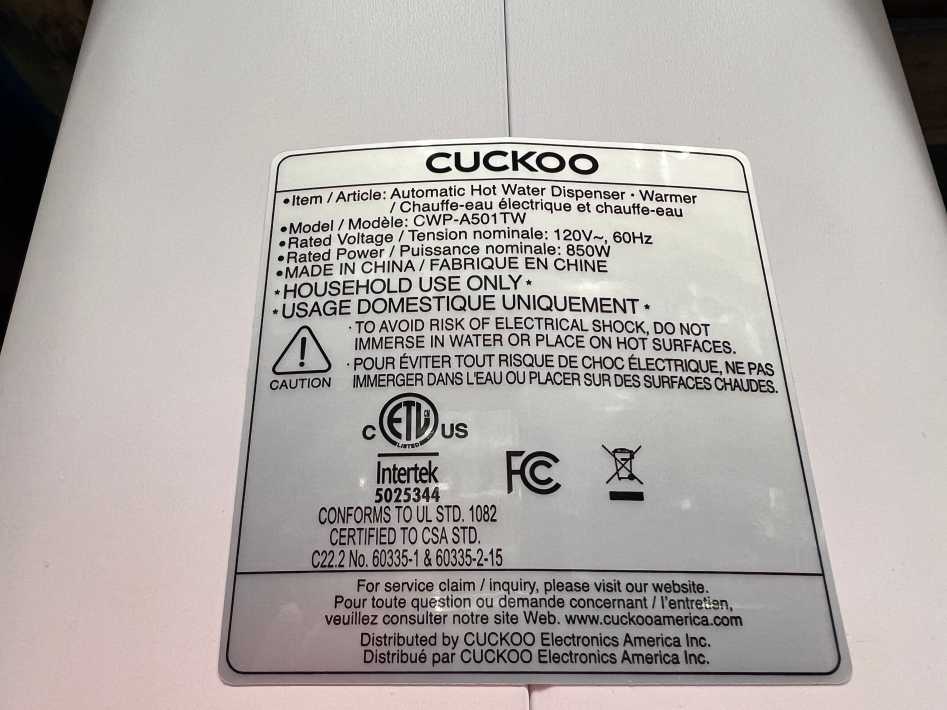 CUCKOO
•Item / Article: Automatic Hot Water Dispenser · Warmer
/ Chauffe-eau électrique et chauffe-eau
•Model / Modèle: CWP-A501TW
•Rated Voltage / Tension nominale: 120V~, 60Hz
•Rated Power / Puissance nominale: 850W
•MADE IN CHINA / FABRIQUE EN CHINE
*HOUSEHOLD USE ONLY*
*USAGE DOMESTIQUE UNIQUEMENT*
· TO AVOID RISK OF ELECTRICAL SHOCK, DO NOT
IMMERSE IN WATER OR PLACE ON HOT SURFACES.
· POUR ÉVITER TOUT RISQUE DE CHOC ÉLECTRIQUE, NE PAS
IMMERGER DANS L'EAU OU PLACER SUR DES SURFACES CHAUDES.
CAUTION
C ETL US
LISTED
Intertek
5025344
FC
CONFORMS TO UL STD. 1082
CERTIFIED TO CSA STD.
C22.2 No. 60335-1 & 60335-2-15
For service claim / inquiry, please visit our website.
Pour toute question ou demande concernant / l'entretien,
veuillez consulter notre site Web. www.cuckooamerica.com
Distributed by CUCKOO Electronics America Inc.
Distribué par CUCKOO Electronics America Inc.